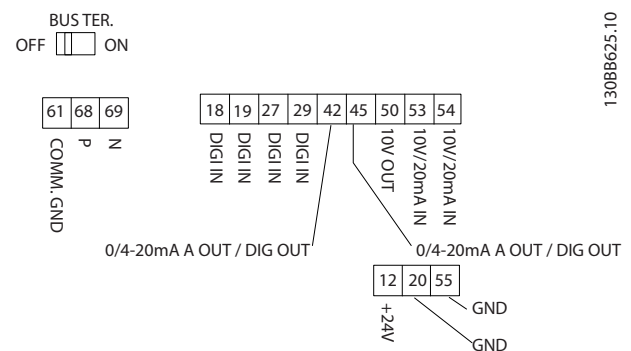 BUS TER.
OFF ON
130BB625.10
61 68 69
COMM. GND
P
N
18 19 27 29 42 45 50 53 54
DIGI IN
DIGI IN
DIGI IN
DIGI IN
10V OUT
10V/20mA IN
10V/20mA IN
0/4-20mA A OUT / DIG OUT
0/4-20mA A OUT / DIG OUT
12 20 55
+24V
GND
GND